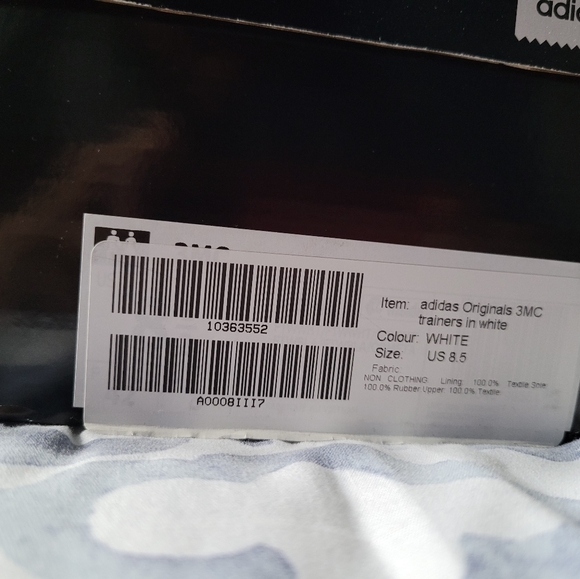 adi
3MC
10363552
A0008III7
Item: adidas Originals 3MC
trainers in white
Colour: WHITE
Size: US 8.5
Fabric
NON CLOTHING: Lining: 100.0% Textile Sole:
100.0% Rubber Upper: 100.0% Textile